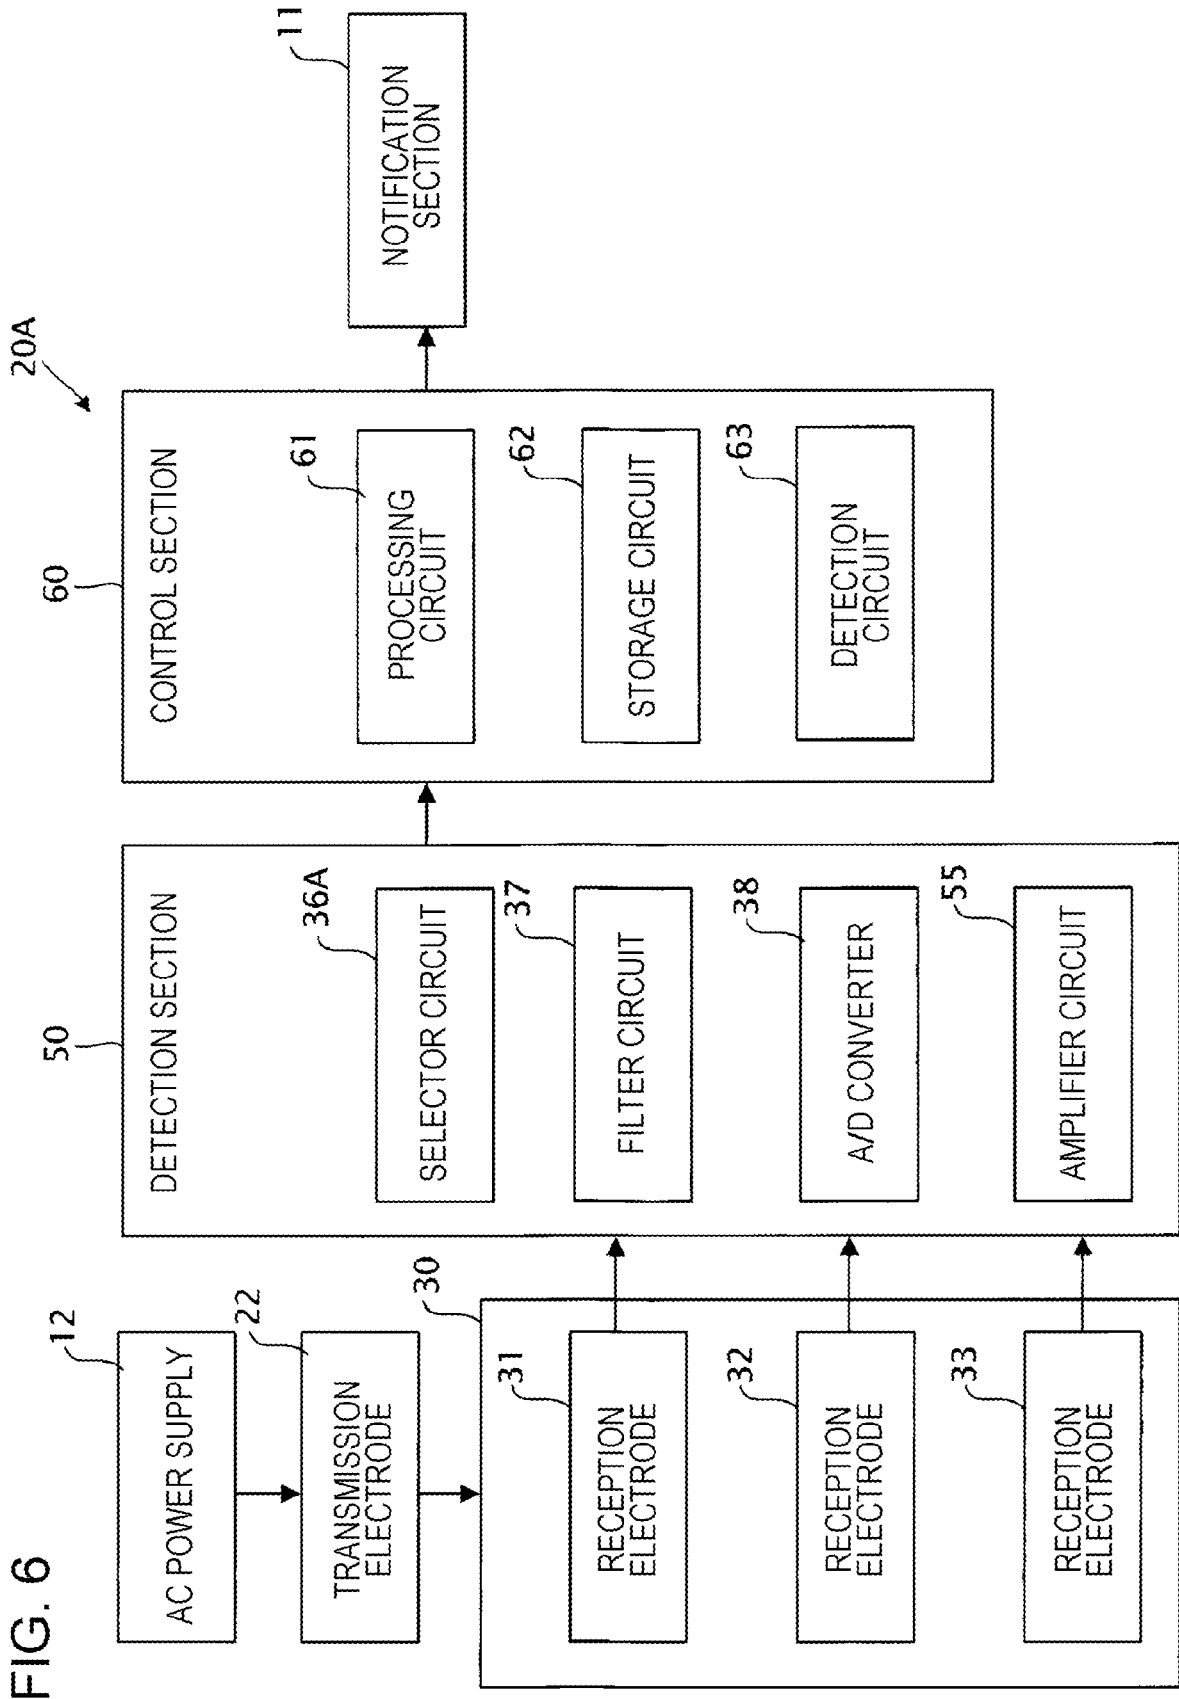 FIG. 6
20A
12
AC POWER SUPPLY
22
TRANSMISSION
ELECTRODE
30
31
RECEPTION
ELECTRODE
32
RECEPTION
ELECTRODE
33
RECEPTION
ELECTRODE
50
DETECTION SECTION
36A
SELECTOR CIRCUIT
37
FILTER CIRCUIT
38
A/D CONVERTER
55
AMPLIFIER CIRCUIT
60
CONTROL SECTION
61
PROCESSING
CIRCUIT
62
STORAGE CIRCUIT
63
DETECTION
CIRCUIT
11
NOTIFICATION
SECTION